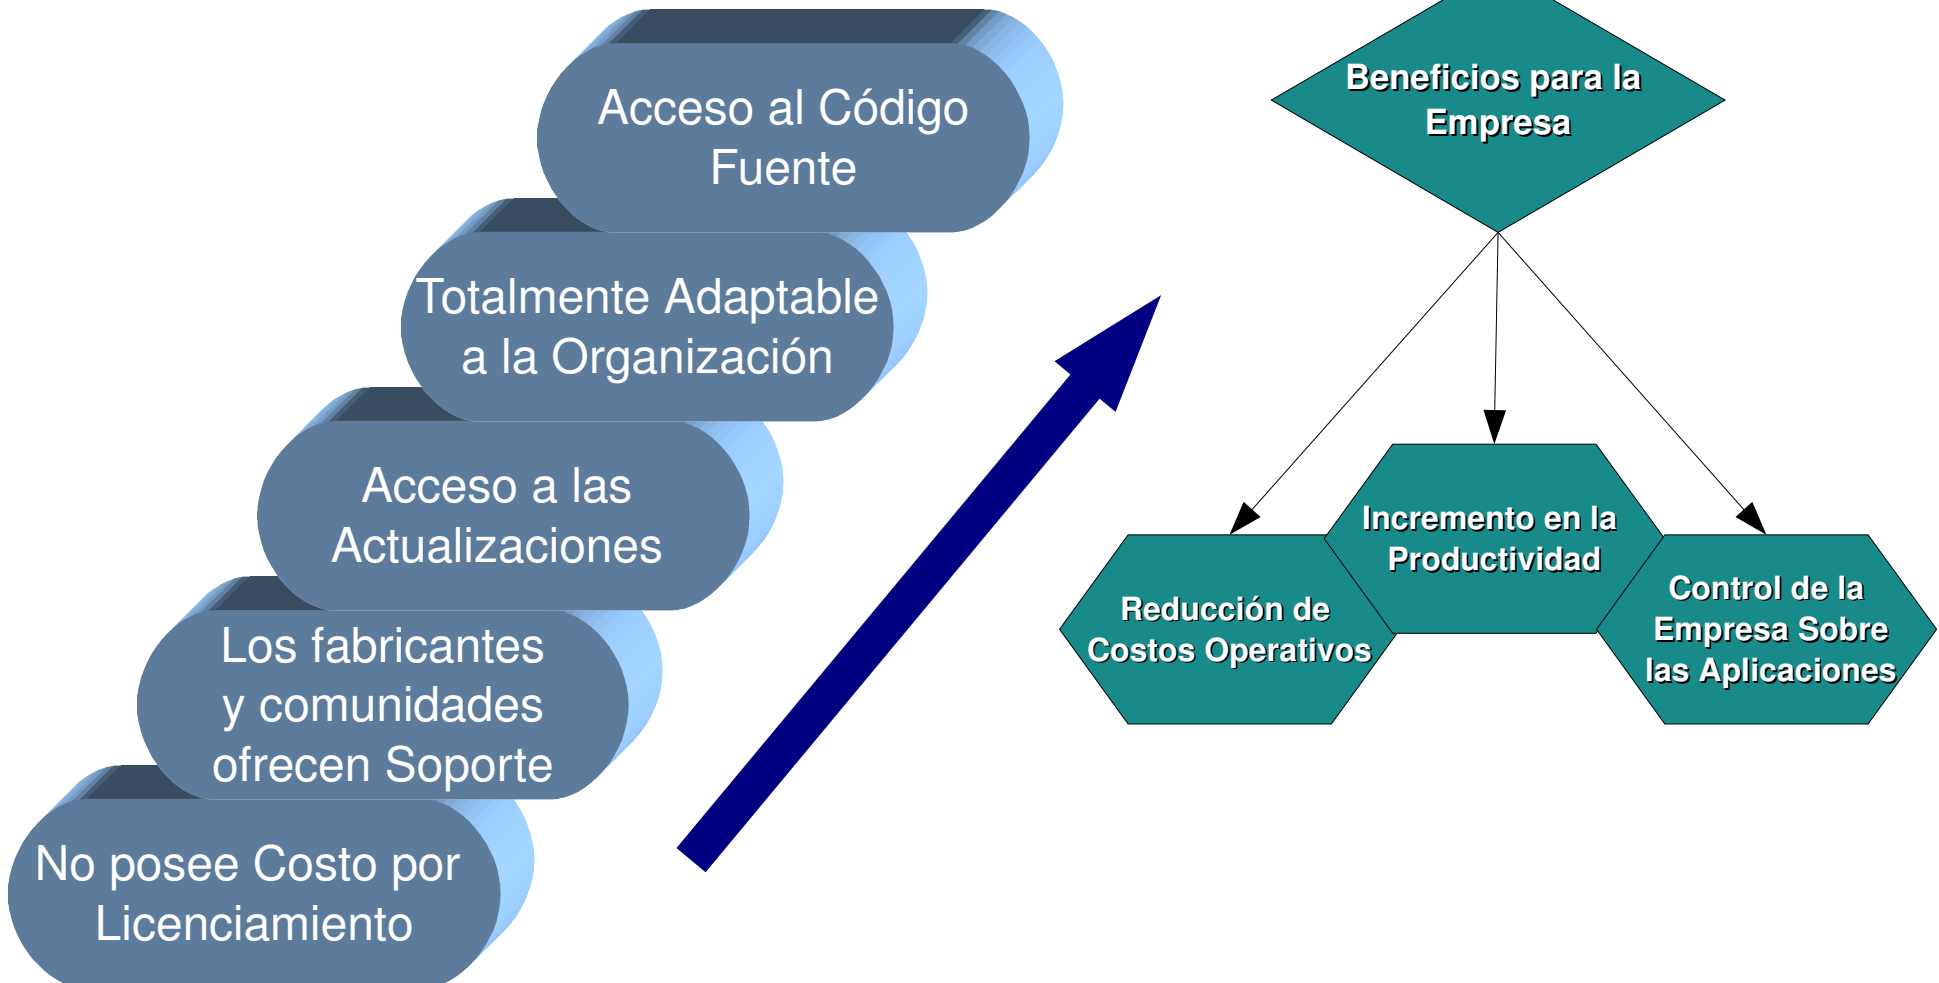 Acceso al Código
Fuente
Totalmente Adaptable
a la Organización
Acceso a las
Actualizaciones
Los fabricantes
y comunidades
ofrecen Soporte
No posee Costo por
Licenciamiento
Beneficios para la
Empresa
Reducción de
Costos Operativos
Incremento en la
Productividad
Control de la
Empresa Sobre
las Aplicaciones